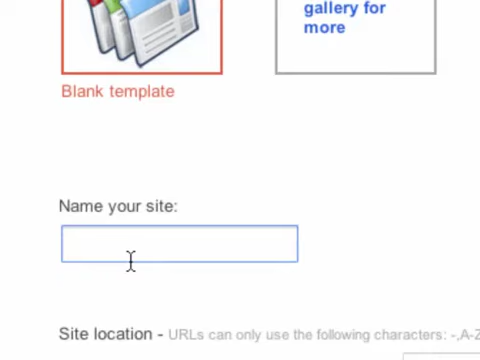 gallery for
more
Blank template
Name your site:
Site location - URLs can only use the following characters: -,A-Z